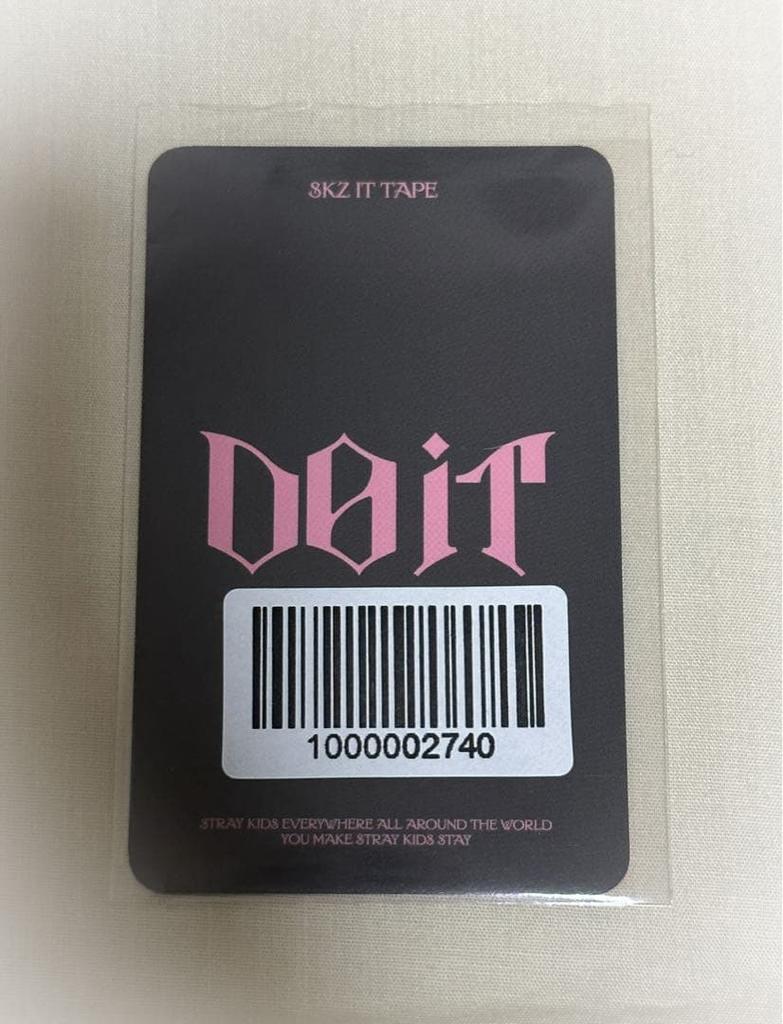 SKZ IT TAPE
DO iT
1000002740
STRAY KIDS EVERYWHERE ALL AROUND THE WORLD
YOU MAKE STRAY KIDS STAY